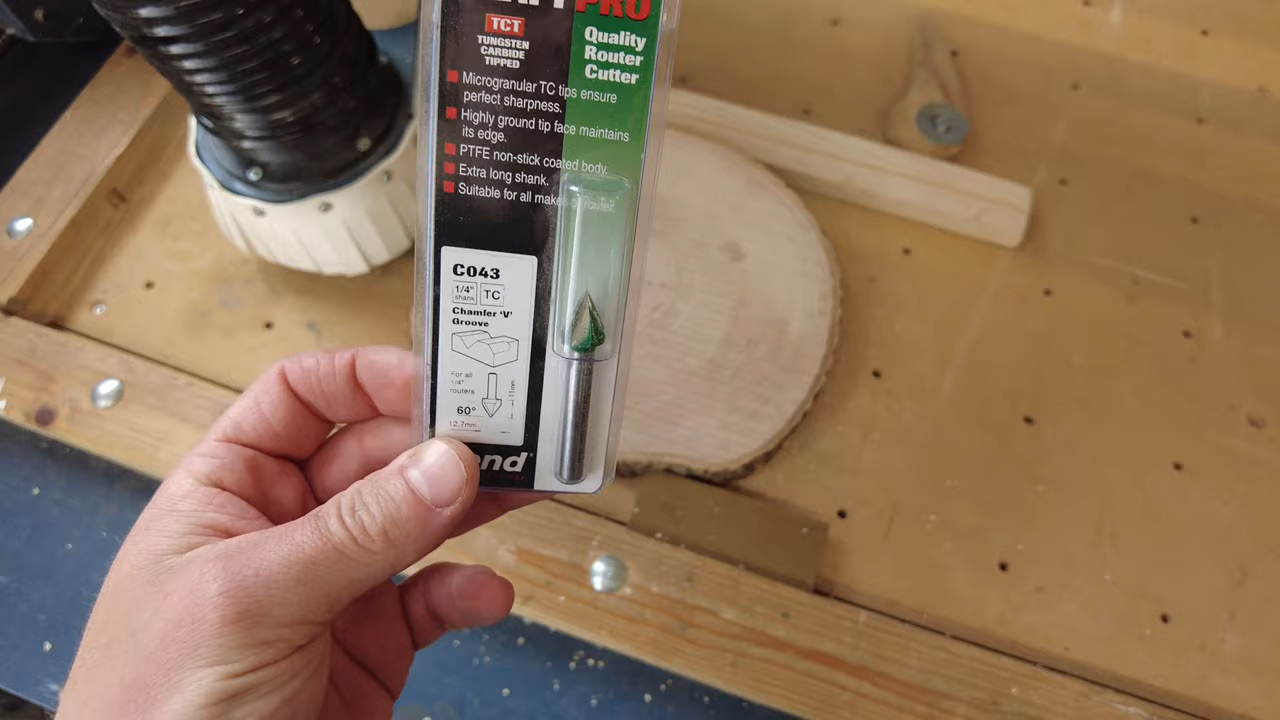 PRO
TCT
TUNGSTEN
CARBIDE
TIPPED
Quality
Router
Cutter
Microgranular TC tips ensure
perfect sharpness.
Highly ground tip face maintains
its edge.
PTFE non-stick coated body.
Extra long shank.
Suitable for all makes of router.
C043
1/4"
shank
TC
Chamfer 'V'
Groove
For all
1/4"
routers
11mm
60°
12.7mm
end